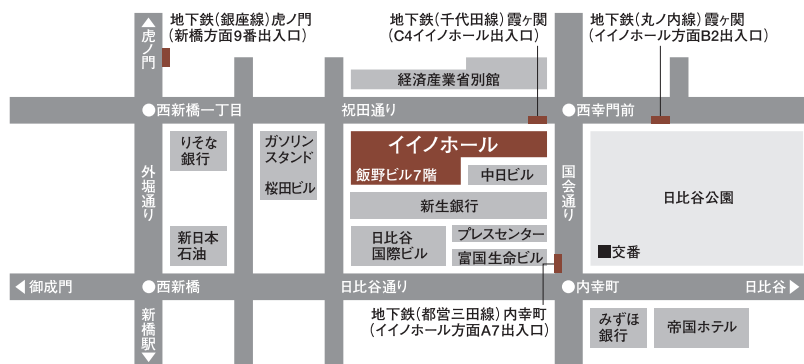 地下鉄(銀座線)虎ノ門
(新橋方面9番出入口)
地下鉄(千代田線)霞ヶ関
(C4イイノホール出入口)
地下鉄(丸ノ内線)霞ヶ関
(イイノホール方面B2出入口)
▲虎ノ門
経済産業省別館
●西新橋一丁目
祝田通り
●西幸門前
りそな
銀行
ガソリン
スタンド
桜田ビル
イイノホール
飯野ビル7階
中日ビル
外堀通り
国会通り
日比谷公園
新生銀行
新日本
石油
日比谷
国際ビル
プレスセンター
富国生命ビル
■交番
◀御成門
●西新橋
日比谷通り
●内幸町
日比谷▶
新橋駅▼
地下鉄(都営三田線)内幸町
(イイノホール方面A7出入口)
みずほ
銀行
帝国ホテル